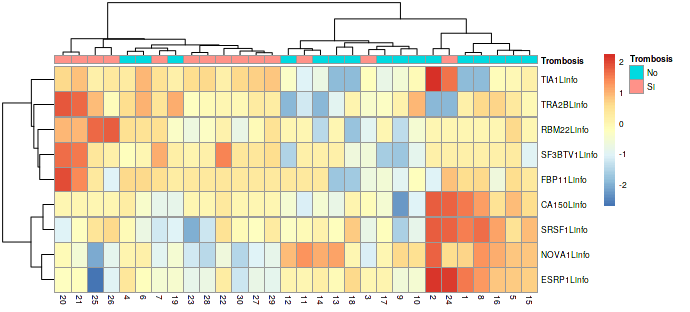 Trombosis
TIA1Linfo
TRA2BLinfo
RBM22Linfo
SF3BTV1Linfo
FBP11Linfo
CA150Linfo
SRSF1Linfo
NOVA1Linfo
ESRP1Linfo
20 21 25 26 4 6 7 19 23 28 22 30 27 29 12 11 14 13 18 3 17 9 10 2 24 1 8 16 5 15
2
1
0
-1
-2
Trombosis
No
Si